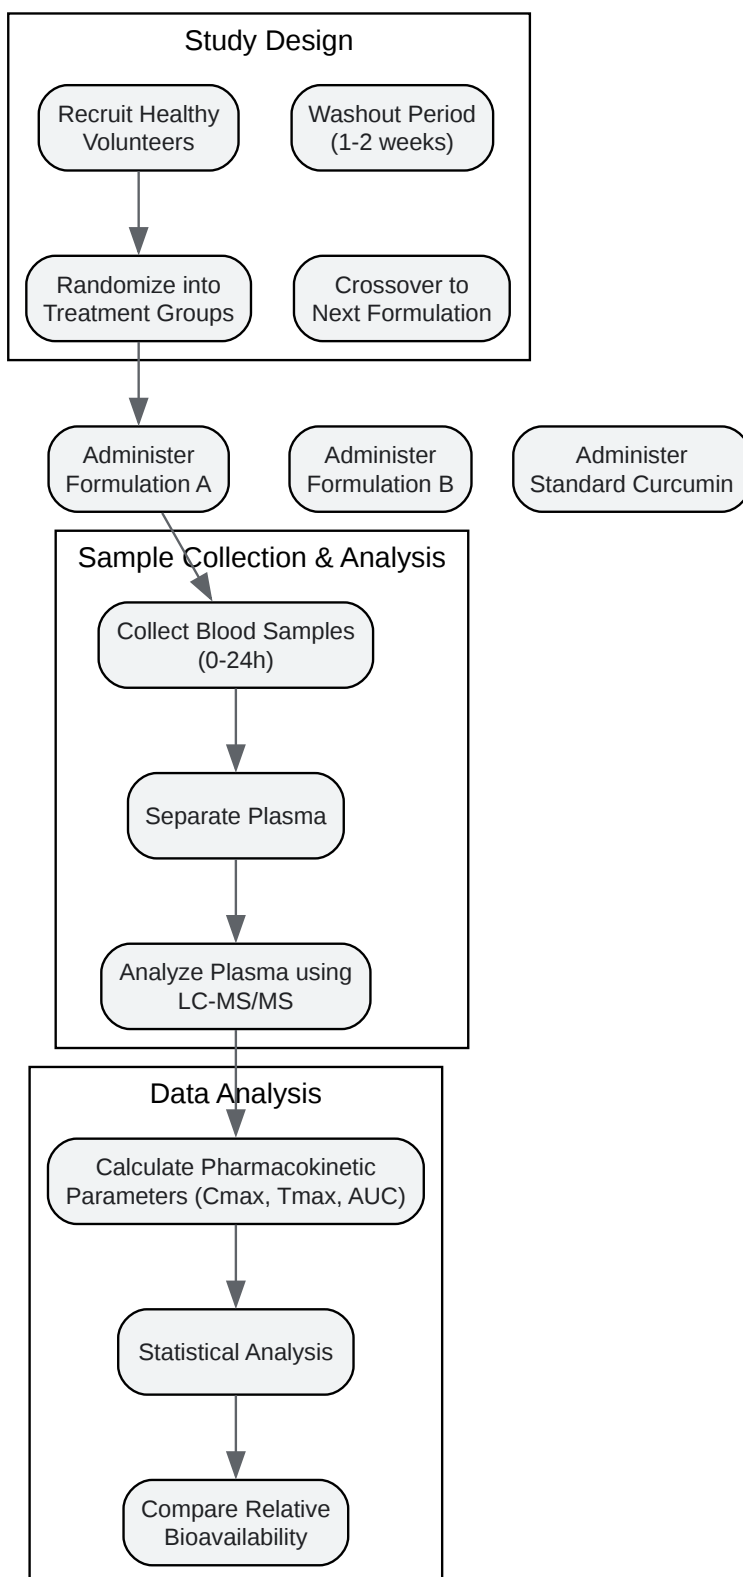 Study Design
Recruit Healthy
Volunteers
Washout Period
(1-2 weeks)
Randomize into
Treatment Groups
Crossover to
Next Formulation
Administer
Formulation A
Administer
Formulation B
Administer
Standard Curcumin
Sample Collection & Analysis
Collect Blood Samples
(0-24h)
Separate Plasma
Analyze Plasma using
LC-MS/MS
Data Analysis
Calculate Pharmacokinetic
Parameters (Cmax, Tmax, AUC)
Statistical Analysis
Compare Relative
Bioavailability